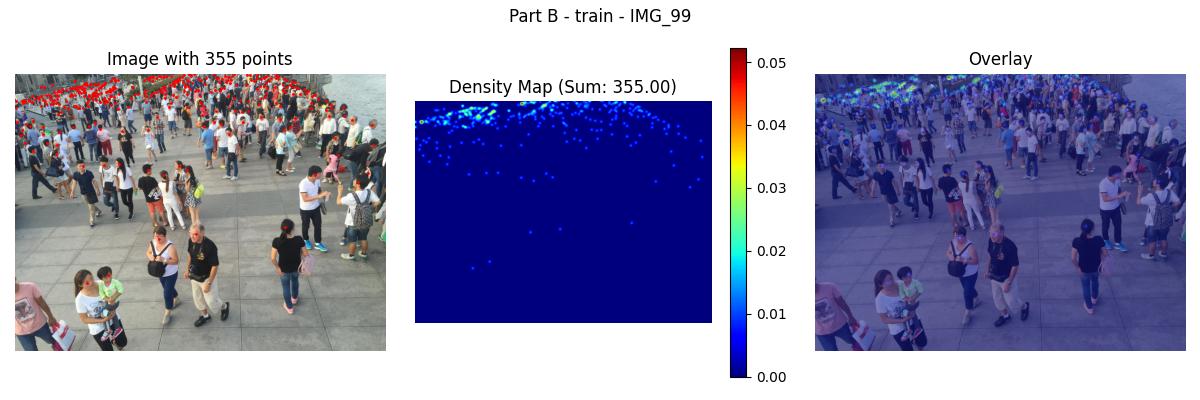 Part B - train - IMG_99
Image with 355 points
Density Map (Sum: 355.00)
Overlay
0.05
0.04
0.03
0.02
0.01
0.00